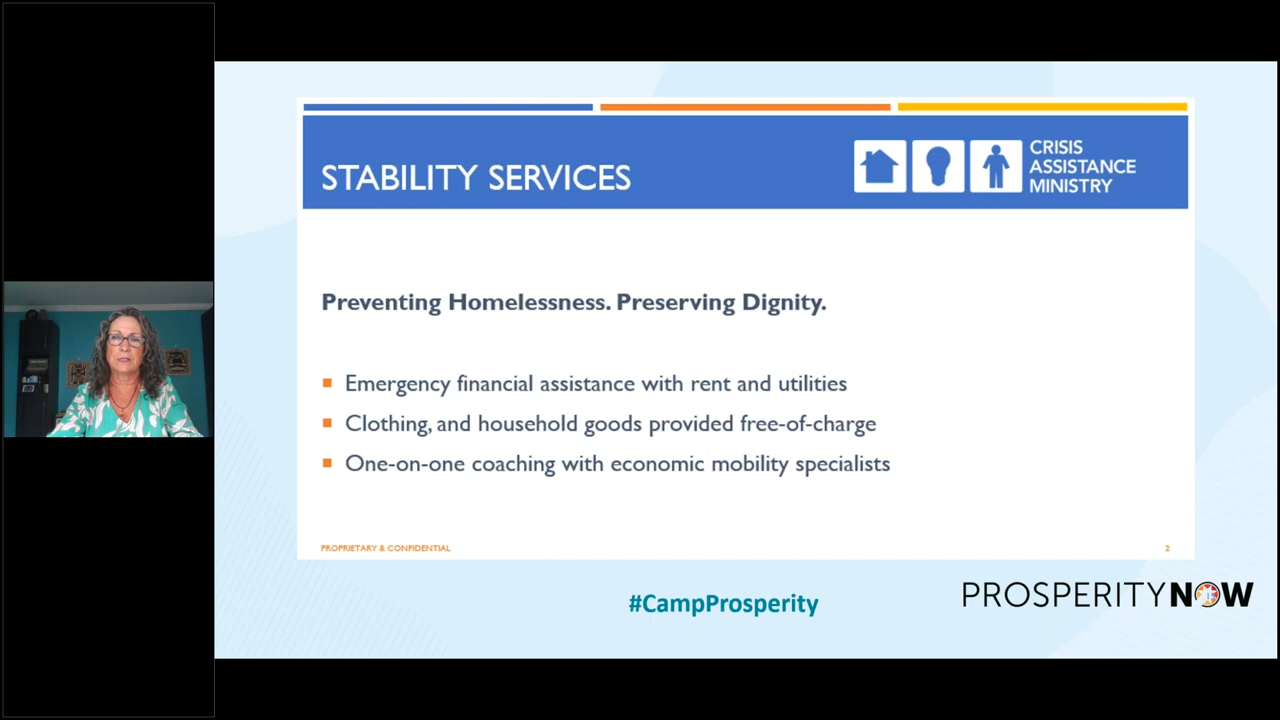 STABILITY SERVICES
CRISIS
ASSISTANCE
MINISTRY
Preventing Homelessness. Preserving Dignity.
Emergency financial assistance with rent and utilities
Clothing, and household goods provided free-of-charge
One-on-one coaching with economic mobility specialists
PROPRIETARY & CONFIDENTIAL
2
#CampProsperity
PROSPERITY NOW